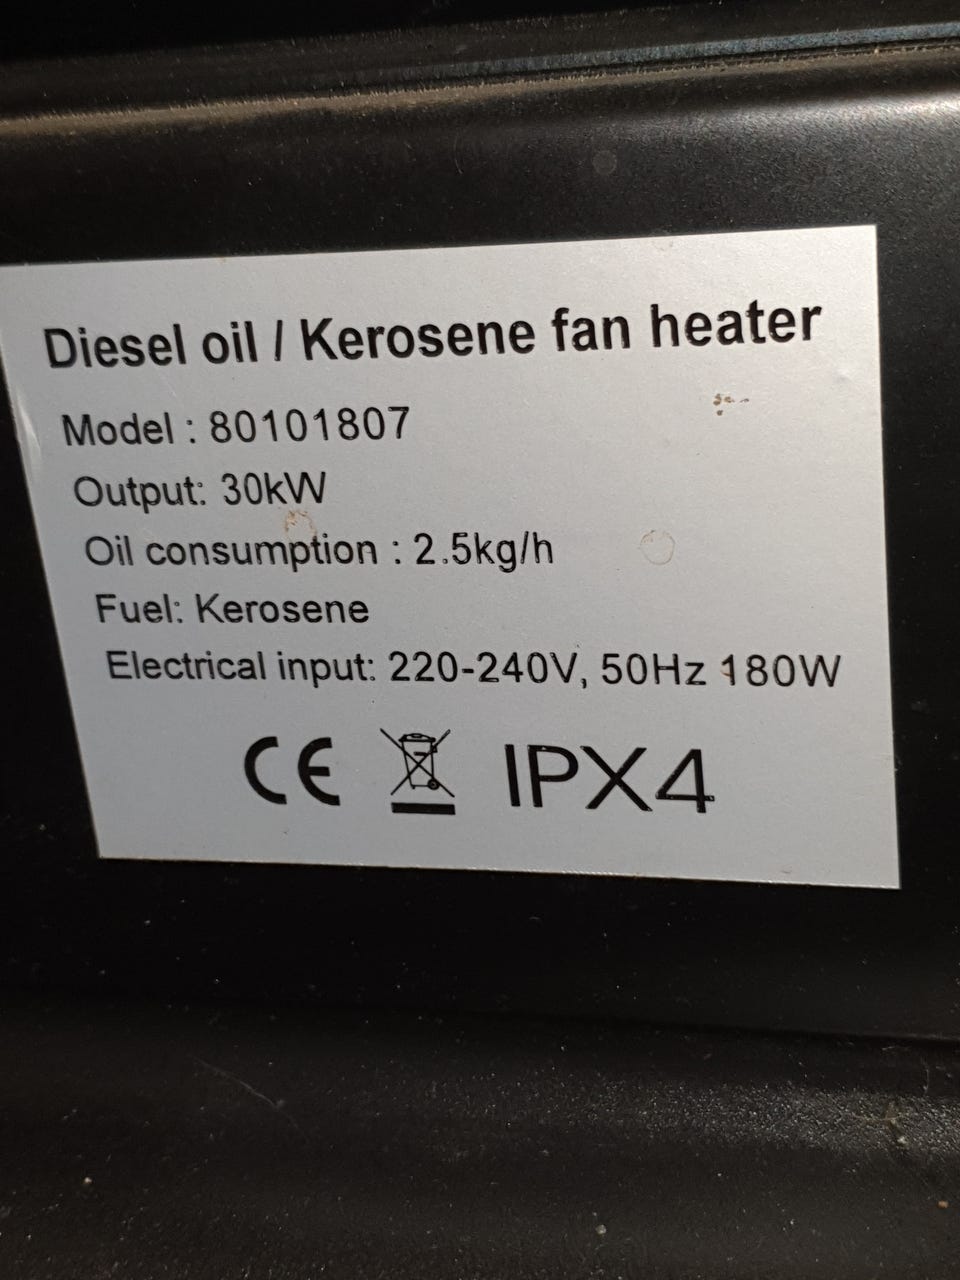 Diesel oil / Kerosene fan heater
Model : 80101807
Output: 30kW
Oil consumption : 2.5kg/h
Fuel: Kerosene
Electrical input: 220-240V, 50Hz 180W
CE IPX4